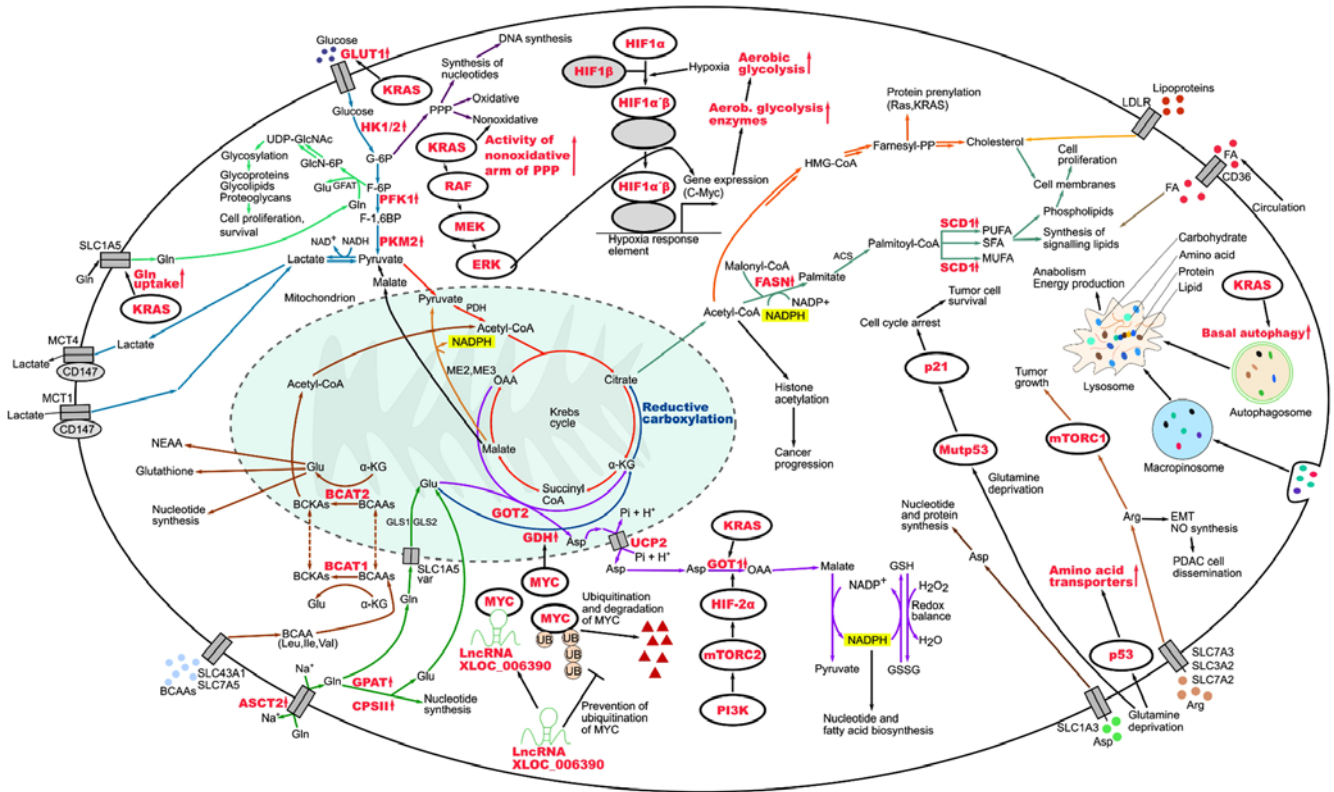 Glucose
GLUT1↑
KRAS
Glucose
HK1/2↑
G-6P
F-6P
PFK1↑
F-1,6BP
PKM2↑
Pyruvate
Malate
Lactate
NAD+
NADH
UDP-GlcNAc
Glycosylation
GlcN-6P
Glycoproteins
Glycolipids
Proteoglycans
Glu
GFAT
Gln
Cell proliferation,
survival
DNA synthesis
Synthesis of
nucleotides
PPP
Oxidative
Nonoxidative
KRAS
Activity of
nonoxidative
arm of PPP
RAF
MEK
ERK
HIF1α
HIF1β
Hypoxia
HIF1α´β
HIF1α´β
Hypoxia response
element
Aerobic
glycolysis
Aerob. glycolysis
enzymes
Gene expression
(C-Myc)
Protein prenylation
(Ras,KRAS)
HMG-CoA
Farnesyl-PP
Cholesterol
LDLR
Lipoproteins
FA
CD36
FA
Circulation
Cell
proliferation
Cell membranes
Phospholipids
Synthesis of
signalling lipids
SCD1↑
PUFA
SFA
MUFA
SCD1↑
Palmitoyl-CoA
ACS
Palmitate
Malonyl-CoA
FASN↑
NADP+
NADPH
Acetyl-CoA
Histone
acetylation
Cancer
progression
SLC1A5
Gln
Gln
Gln
uptake↑
KRAS
MCT4
Lactate
CD147
Lactate
MCT1
Lactate
CD147
Mitochondrion
Pyruvate
PDH
Acetyl-CoA
NADPH
ME2,ME3
OAA
Citrate
Krebs
cycle
Reductive
carboxylation
Malate
α-KG
Succinyl
CoA
Acetyl-CoA
NEAA
Glutathione
Nucleotide
synthesis
Glu
α-KG
BCAT2
BCKAs
BCAAs
BCAT1
BCKAs
BCAAs
Glu
α-KG
BCAA
(Leu,Ile,Val)
SLC43A1
SLC7A5
BCAAs
Glu
GLS1
GLS2
SLC1A5
var
Gln
GOT2
GDH↑
Asp
Pi + H+
UCP2
Pi + H+
Asp
MYC
Na+
ASCT2↑
Na+
Gln
Gln
GPAT↑
CPSII↑
Glu
Nucleotide
synthesis
MYC
LncRNA
XLOC_006390
MYC
UB
UB
UB
UB
Ubiquitination
and degradation
of MYC
Prevention of
ubiquitination
of MYC
LncRNA
XLOC_006390
KRAS
Asp
GOT1↑
OAA
HIF-2α
mTORC2
PI3K
Malate
NADP+
NADPH
Pyruvate
GSH
H2O2
Redox
balance
H2O
GSSG
Nucleotide and
fatty acid biosynthesis
Tumor cell
survival
Cell cycle arrest
p21
Mutp53
Glutamine
deprivation
Nucleotide
and protein
synthesis
Asp
Anabolism
Energy production
Carbohydrate
Amino acid
Protein
Lipid
Lysosome
KRAS
Basal autophagy↑
Autophagosome
Macropinosome
Tumor
growth
mTORC1
Arg
EMT
NO synthesis
PDAC cell
dissemination
Amino acid
transporters
p53
Glutamine
deprivation
SLC7A3
SLC3A2
SLC7A2
Arg
SLC1A3
Asp